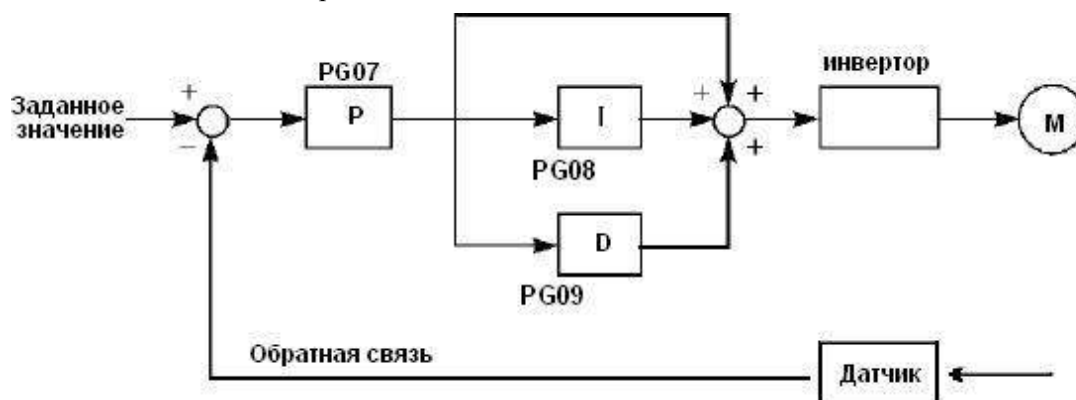 PG07
инвертор
+
+
+
Заданное
значение
P
I
M
−
+
PG08
D
PG09
Обратная связь
Датчик